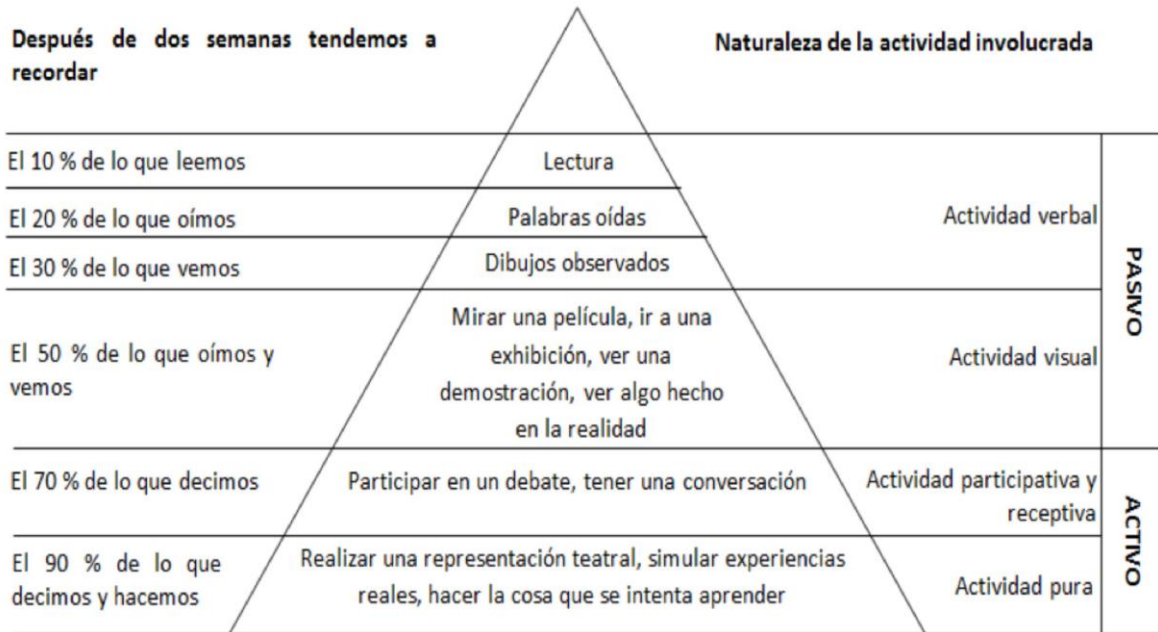 Después de dos semanas tendemos a
recordar
Naturaleza de la actividad involucrada
El 10 % de lo que leemos
Lectura
El 20 % de lo que oímos
Palabras oídas
Actividad verbal
El 30 % de lo que vemos
Dibujos observados
PASIVO
El 50 % de lo que oímos y
vemos
Mirar una película, ir a una
exhibición, ver una
demostración, ver algo hecho
en la realidad
Actividad visual
El 70 % de lo que decimos
Participar en un debate, tener una conversación
Actividad participativa y
receptiva
ACTIVO
El 90 % de lo que
decimos y hacemos
Realizar una representación teatral, simular experiencias
reales, hacer la cosa que se intenta aprender
Actividad pura